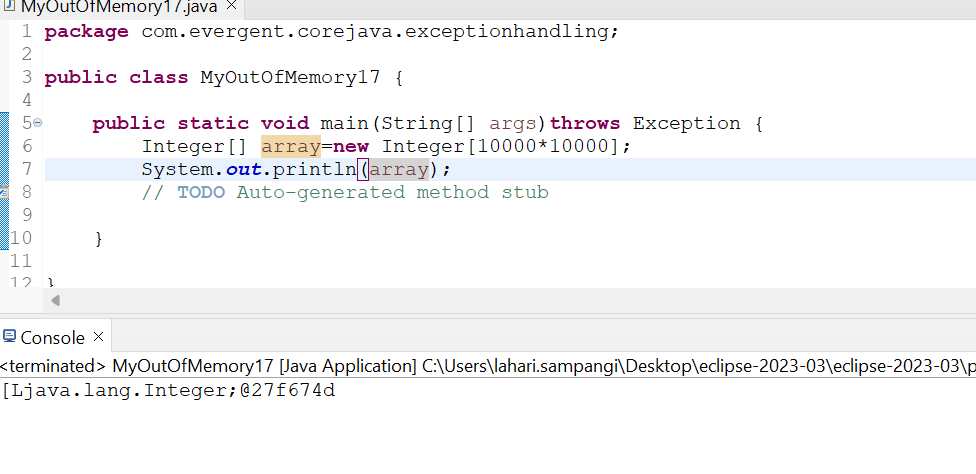 MyOutOfMemory17.java ×
1 package com.evergent.corejava.exceptionhandling;
2
3 public class MyOutOfMemory17 {
4
5 public static void main(String[] args)throws Exception {
6 Integer[] array=new Integer[10000*10000];
7 System.out.println(array);
8 // TODO Auto-generated method stub
9
10 }
11
12 }
Console ×
<terminated> MyOutOfMemory17 [Java Application] C:\Users\lahari.sampangi\Desktop\eclipse-2023-03\eclipse-2023-03\p
[Ljava.lang.Integer;@27f674d